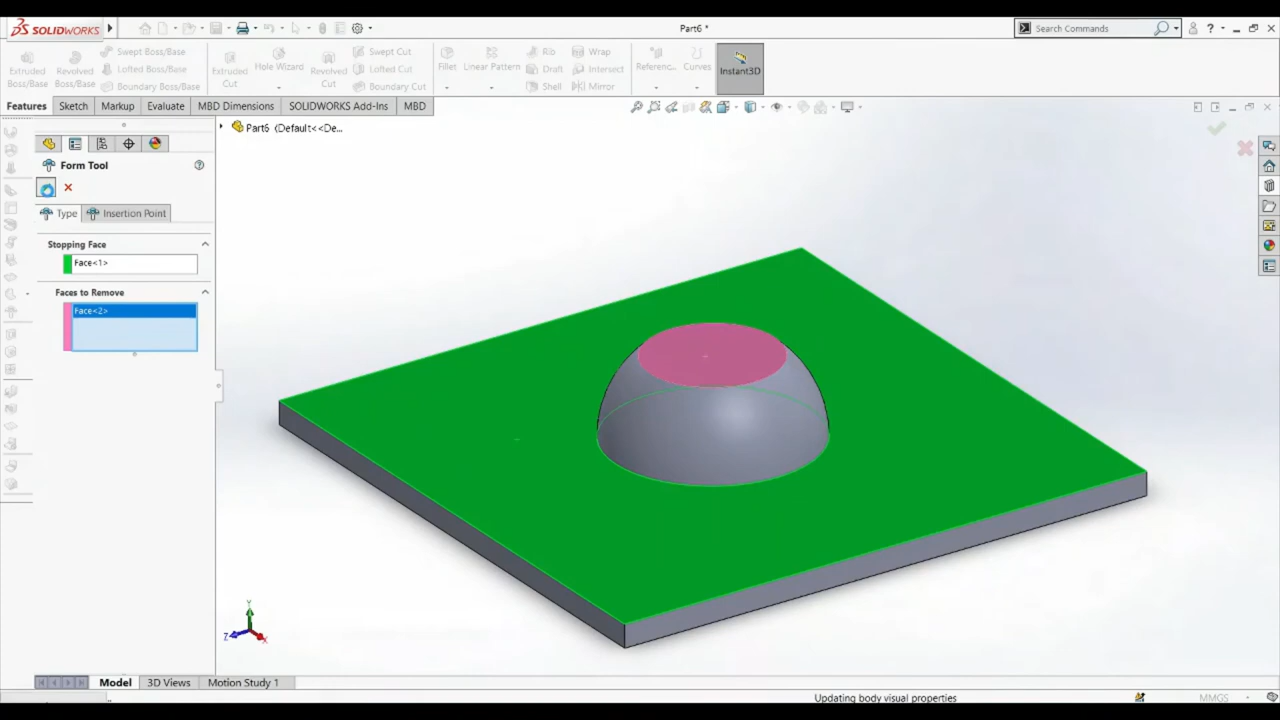 SOLIDWORKS
Part6 *
Search Commands
Extruded Boss/Base
Revolved Boss/Base
Swept Boss/Base
Lofted Boss/Base
Boundary Boss/Base
Extruded Cut
Hole Wizard
Revolved Cut
Swept Cut
Lofted Cut
Boundary Cut
Fillet
Linear Pattern
Rib
Draft
Shell
Wrap
Intersect
Mirror
Referenc...
Curves
Instant3D
Features
Sketch
Markup
Evaluate
MBD Dimensions
SOLIDWORKS Add-Ins
MBD
Part6 (Default<<De...
Form Tool
Type
Insertion Point
Stopping Face
Face<1>
Faces to Remove
Face<2>
Y
Z
X
Model
3D Views
Motion Study 1
Updating body visual properties
MMGS